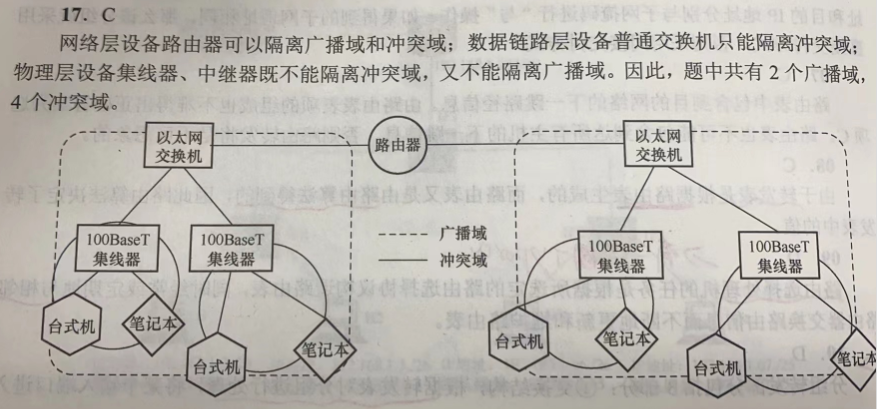 17. C
网络层设备路由器可以隔离广播域和冲突域；数据链路层设备普通交换机只能隔离冲突域；
物理层设备集线器、中继器既不能隔离冲突域，又不能隔离广播域。因此，题中共有 2 个广播域，
4 个冲突域。
以太网
交换机
路由器
以太网
交换机
100BaseT
集线器
100BaseT
集线器
广播域
冲突域
100BaseT
集线器
100BaseT
集线器
台式机
笔记本
台式机
笔记本
台式机
笔记本
台式机
笔记本